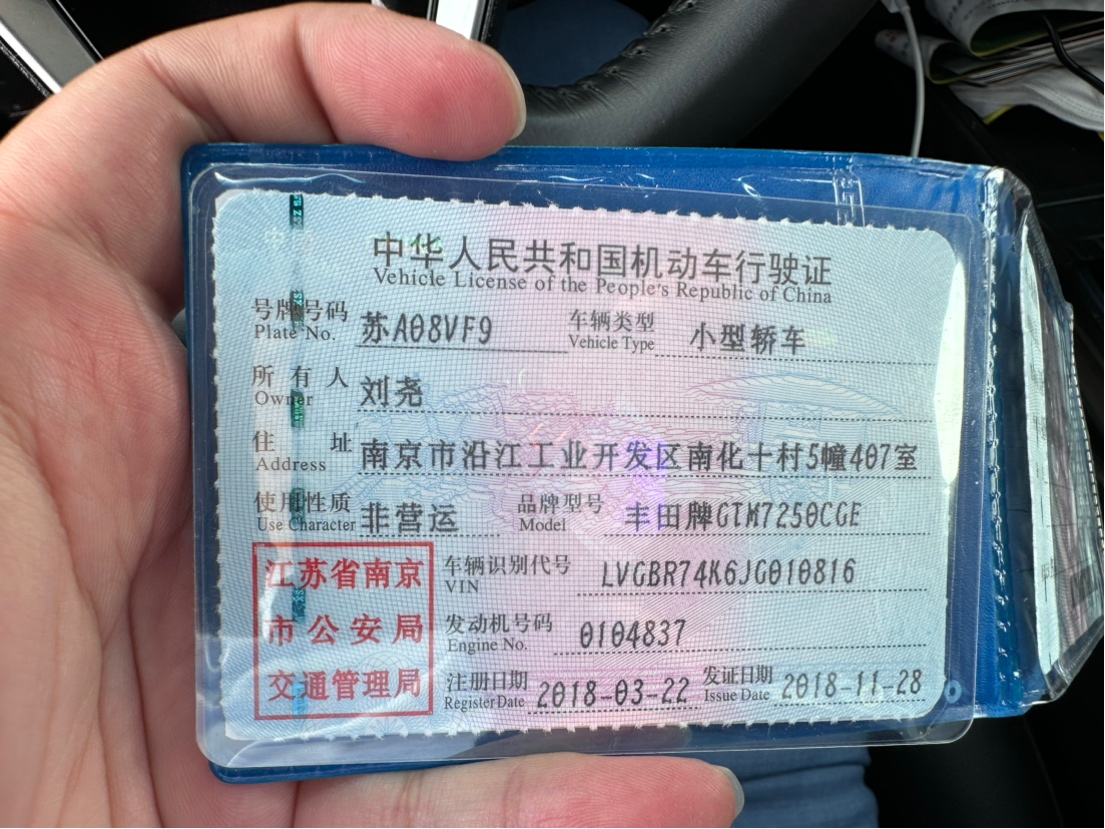 中华人民共和国机动车行驶证
Vehicle License of the People's Republic of China
号牌号码 苏A08VF9 车辆类型 小型轿车
Plate No. Vehicle Type
所有人 刘尧
Owner
住址 南京市沿江工业开发区南化十村5幢407室
Address
使用性质 非营运 品牌型号 丰田牌GTM7250CGE
Use Character Model
江苏省南京
市公安局
交通管理局
车辆识别代号 LVGBR74K6JG010816
VIN
发动机号码 0104837
Engine No.
注册日期 2018-03-22 发证日期 2018-11-28
Register Date Issue Date